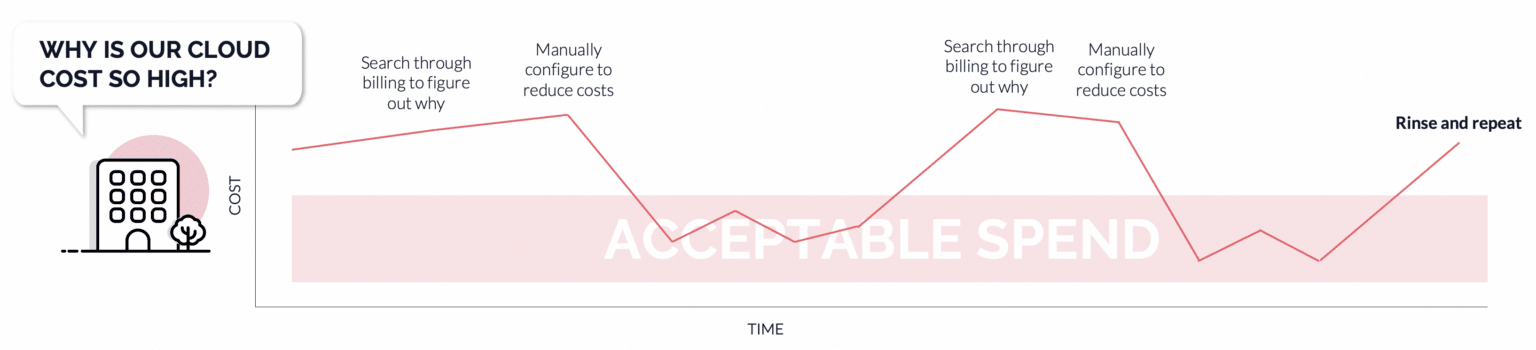 WHY IS OUR CLOUD
COST SO HIGH?
Search through
billing to figure
out why
Manually
configure to
reduce costs
Search through
billing to figure
out why
Manually
configure to
reduce costs
Rinse and repeat
COST
ACCEPTABLE SPEND
TIME